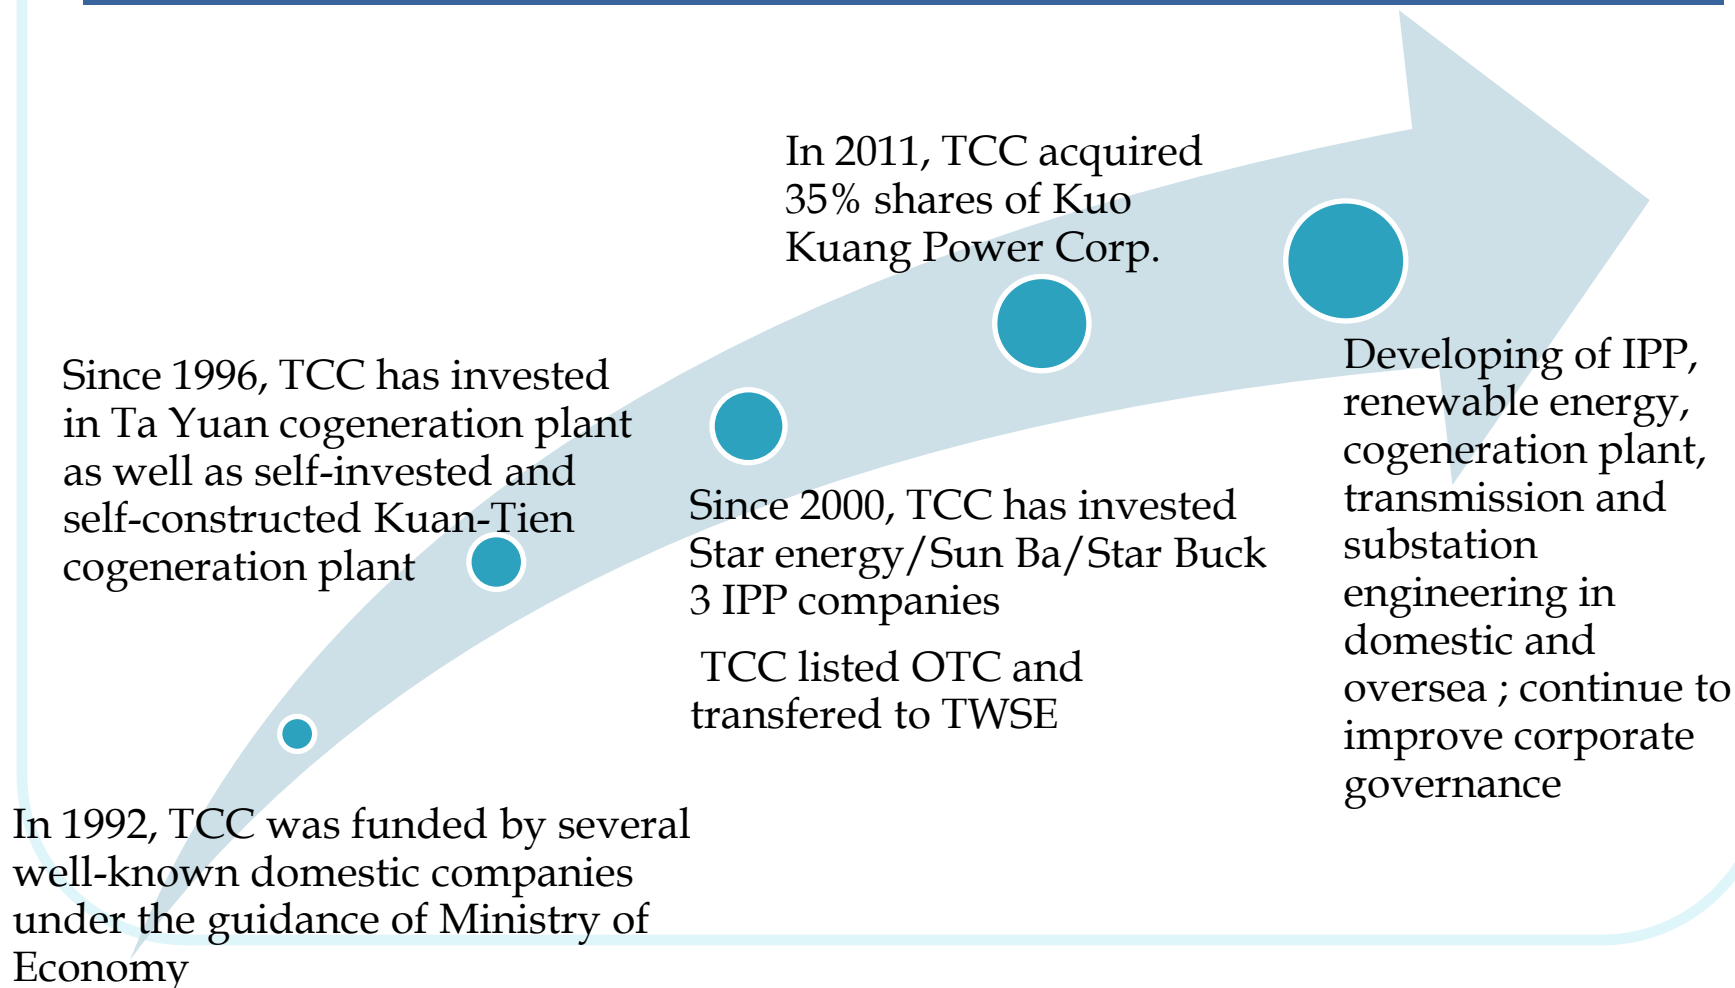 In 1992, TCC was funded by several
well-known domestic companies
under the guidance of Ministry of
Economy
Since 1996, TCC has invested
in Ta Yuan cogeneration plant
as well as self-invested and
self-constructed Kuan-Tien
cogeneration plant
Since 2000, TCC has invested
Star energy/Sun Ba/Star Buck
3 IPP companies
TCC listed OTC and
transfered to TWSE
In 2011, TCC acquired
35% shares of Kuo
Kuang Power Corp.
Developing of IPP,
renewable energy,
cogeneration plant,
transmission and
substation
engineering in
domestic and
oversea ; continue to
improve corporate
governance